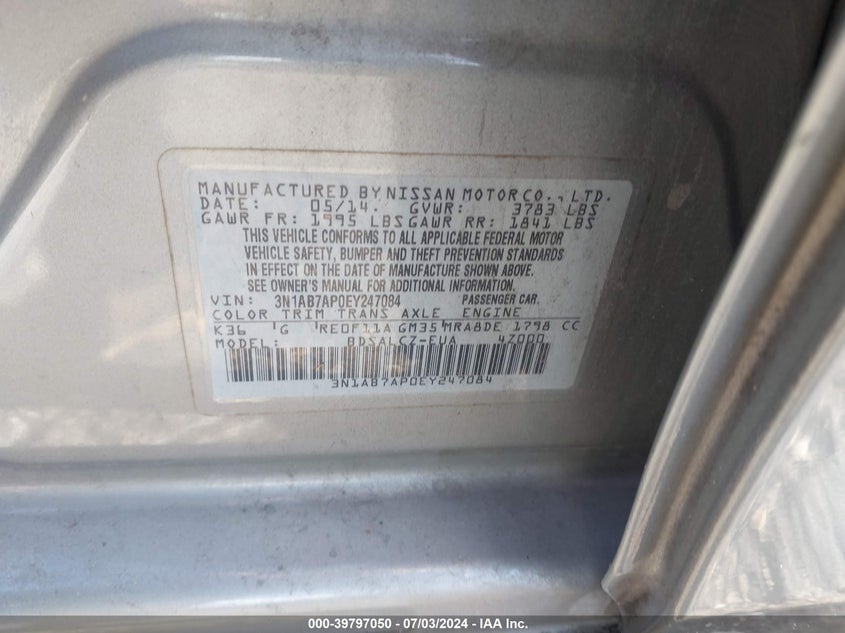 MANUFACTURED BY NISSAN MOTOR CO., LTD.
DATE: 05/14. GVWR: 3783 LBS
GAWR FR: 1995 LBS GAWR RR: 1841 LBS
THIS VEHICLE CONFORMS TO ALL APPLICABLE FEDERAL MOTOR
VEHICLE SAFETY, BUMPER AND THEFT PREVENTION STANDARDS
IN EFFECT ON THE DATE OF MANUFACTURE SHOWN ABOVE.
SEE OWNER'S MANUAL FOR ADDITIONAL INFORMATION.
VIN: 3N1AB7AP0EY247084 PASSENGER CAR.
COLOR TRIM TRANS AXLE ENGINE
K36 'G 'RE0F11A GM35 'MRA8DE 1798 CC
MODEL: BDSALCZ-EUA 4Z000
3N1AB7AP0EY247084
000-39797050 - 07/03/2024 - IAA Inc.